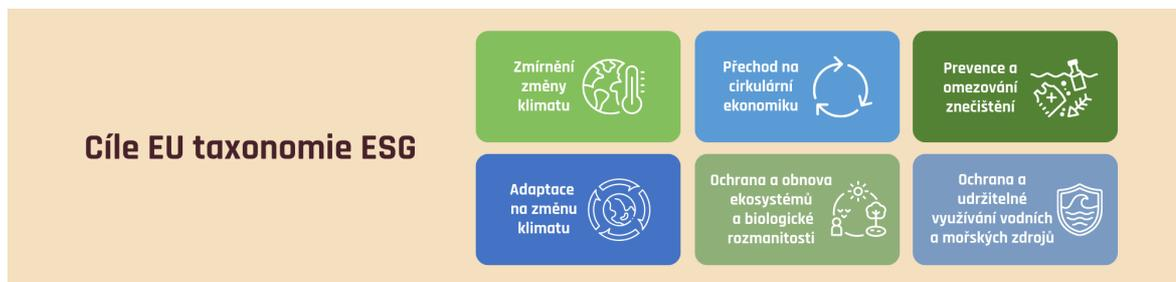 Cíle EU taxonomie ESG
Zmírnění
změny
klimatu
Přechod na
cirkulární
ekonomiku
Prevence a
omezování
znečištění
Adaptace
na změnu
klimatu
Ochrana a obnova
ekosystémů
a biologické
rozmanitosti
Ochrana a
udržitelné
využívání vodních
a mořských zdrojů